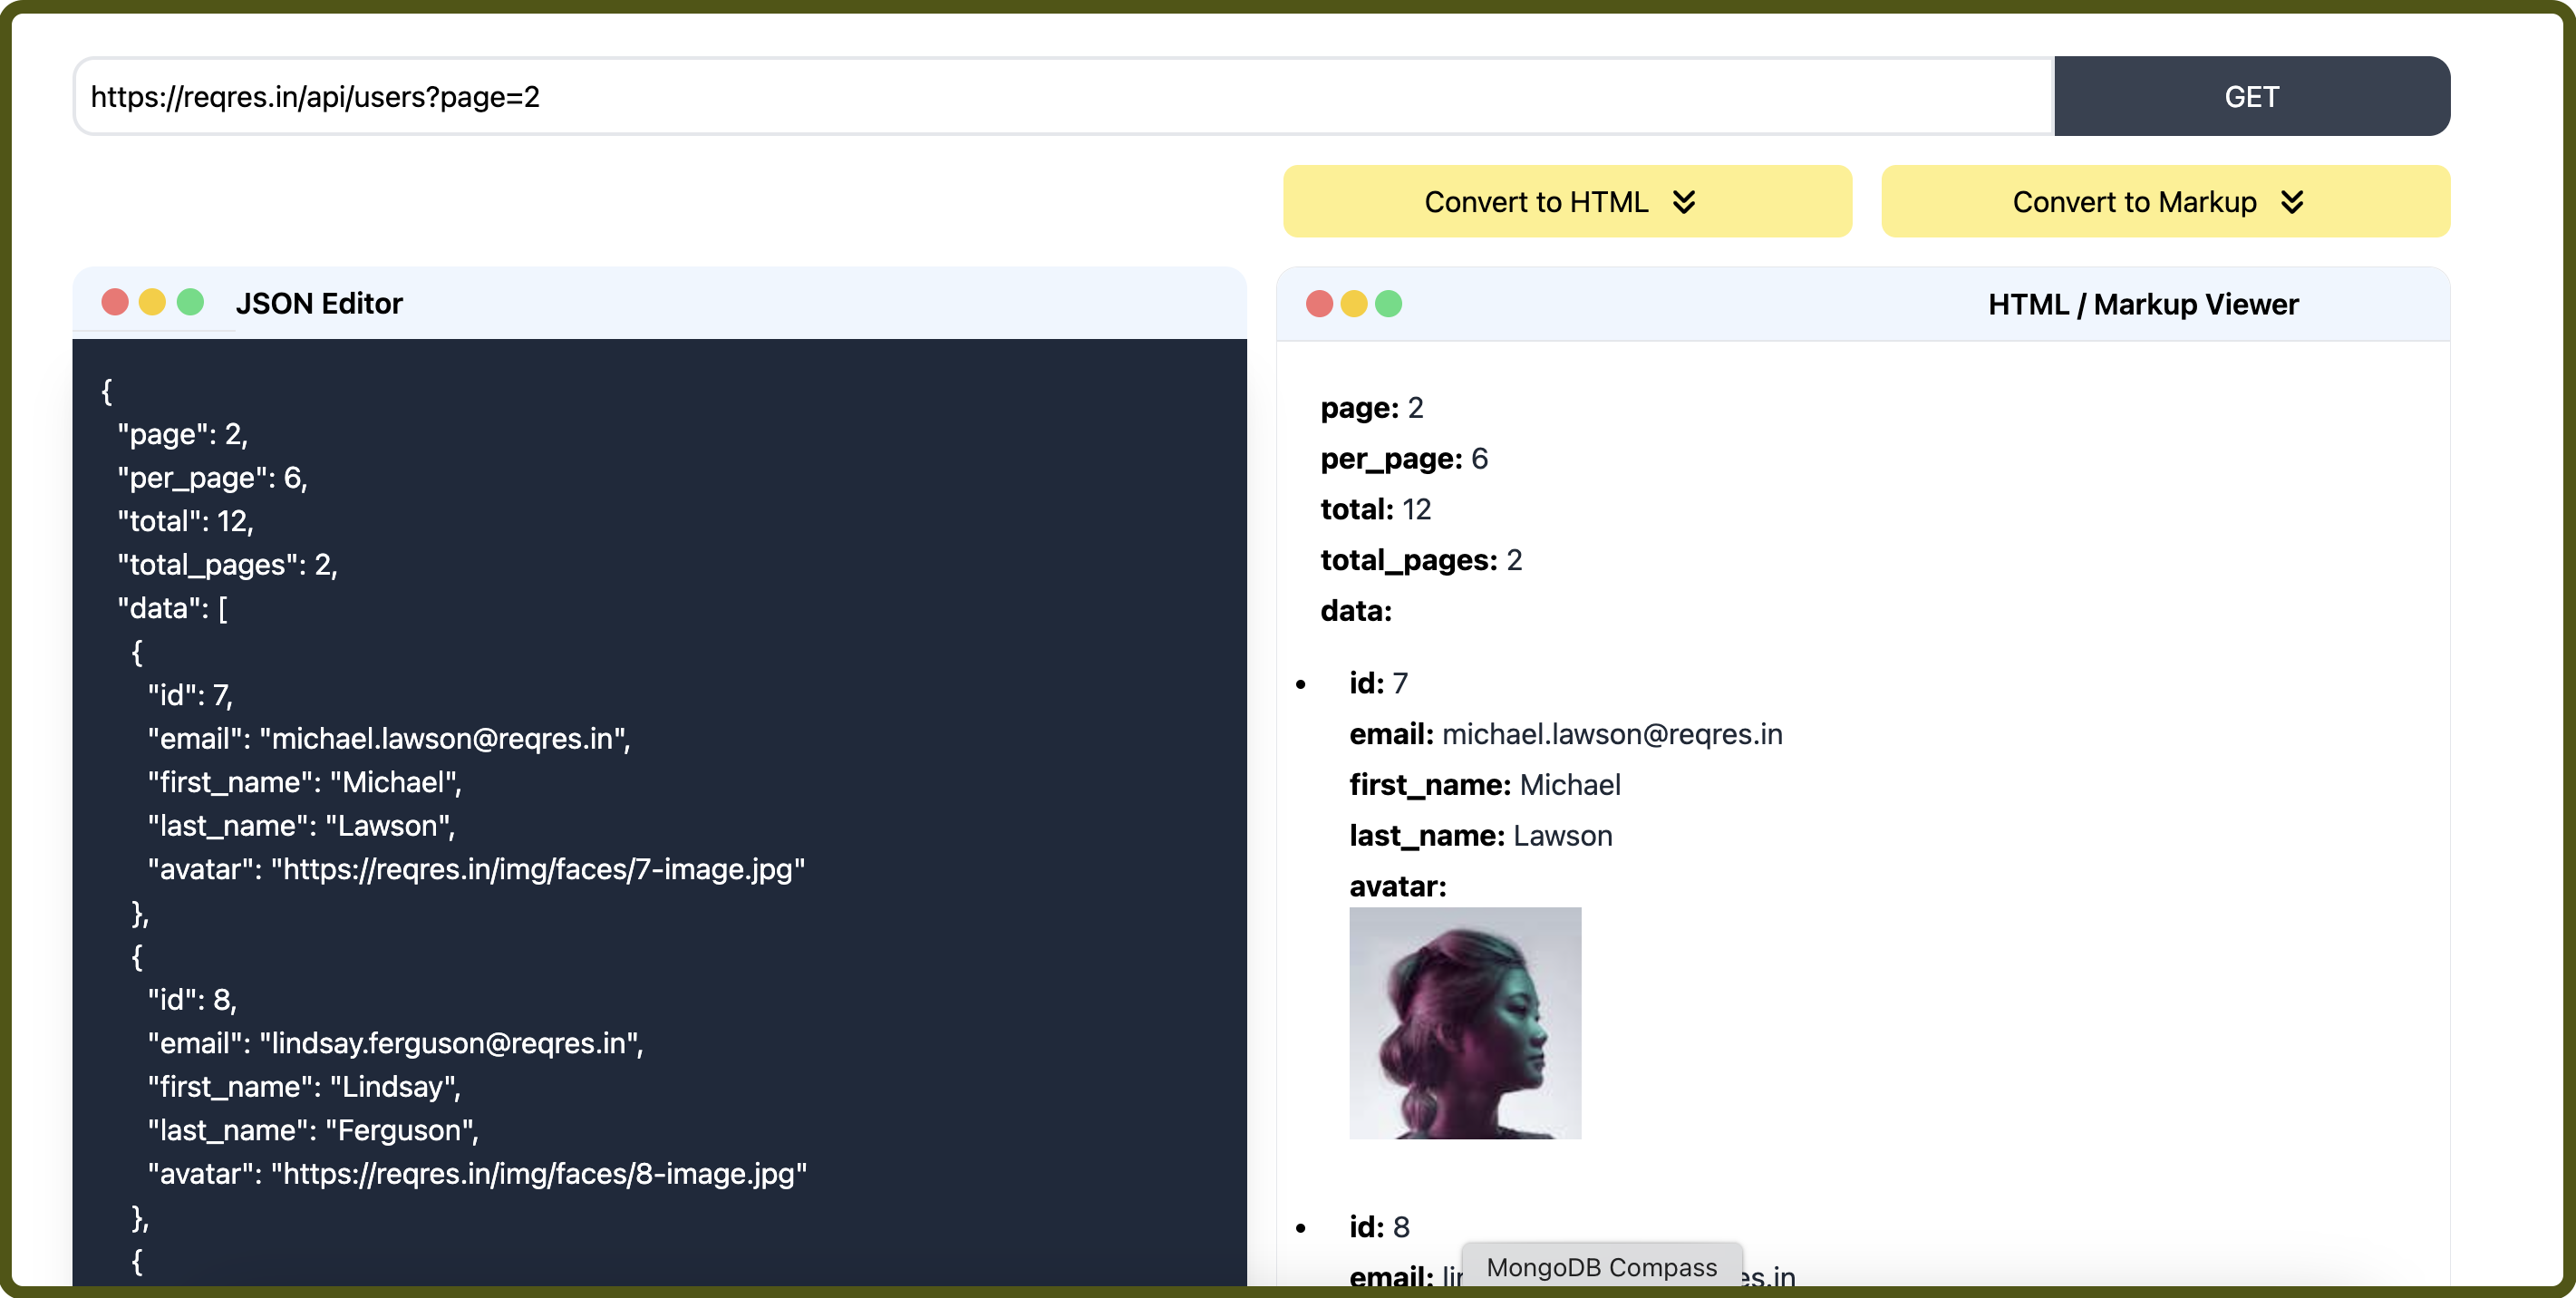 https://reqres.in/api/users?page=2
GET
Convert to HTML
Convert to Markup
JSON Editor
{
"page": 2,
"per_page": 6,
"total": 12,
"total_pages": 2,
"data": [
{
"id": 7,
"email": "michael.lawson@reqres.in",
"first_name": "Michael",
"last_name": "Lawson",
"avatar": "https://reqres.in/img/faces/7-image.jpg"
},
{
"id": 8,
"email": "lindsay.ferguson@reqres.in",
"first_name": "Lindsay",
"last_name": "Ferguson",
"avatar": "https://reqres.in/img/faces/8-image.jpg"
},
{
HTML / Markup Viewer
page: 2
per_page: 6
total: 12
total_pages: 2
data:
• id: 7
email: michael.lawson@reqres.in
first_name: Michael
last_name: Lawson
avatar:
• id: 8
email:
MongoDB Compass